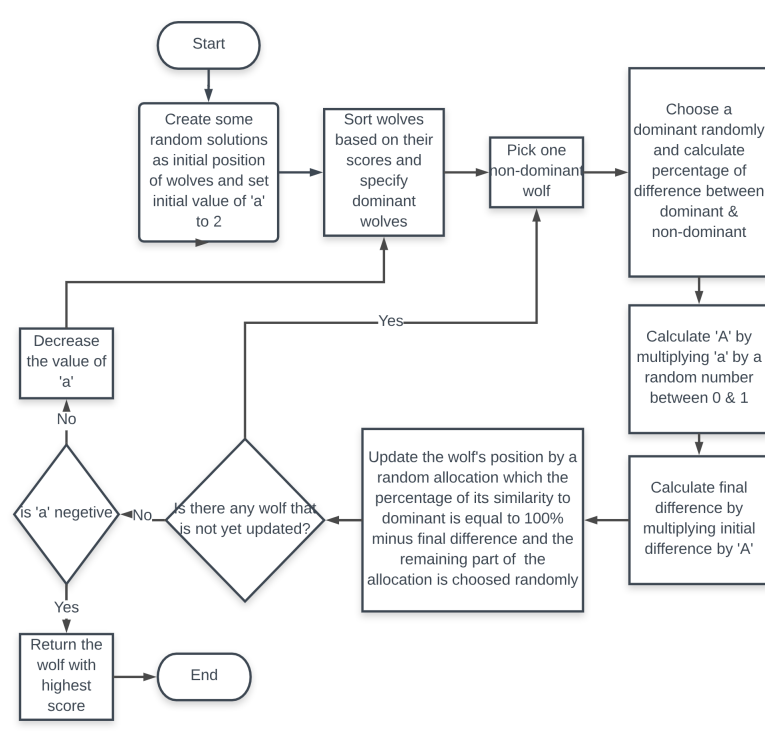 Start
Create some
random solutions
as initial position
of wolves and set
initial value of 'a'
to 2
Sort wolves
based on their
scores and
specify
dominant
wolves
Pick one
non-dominant
wolf
Choose a
dominant randomly
and calculate
percentage of
difference between
dominant &
non-dominant
Calculate 'A' by
multiplying 'a' by a
random number
between 0 & 1
Calculate final
difference by
multiplying initial
difference by 'A'
Update the wolf's position by a
random allocation which the
percentage of its similarity to
dominant is equal to 100%
minus final difference and the
remaining part of the
allocation is choosed randomly
Is there any wolf that
is not yet updated?
Yes
No
is 'a' negetive
No
Decrease
the value of
'a'
Yes
Return the
wolf with
highest
score
End